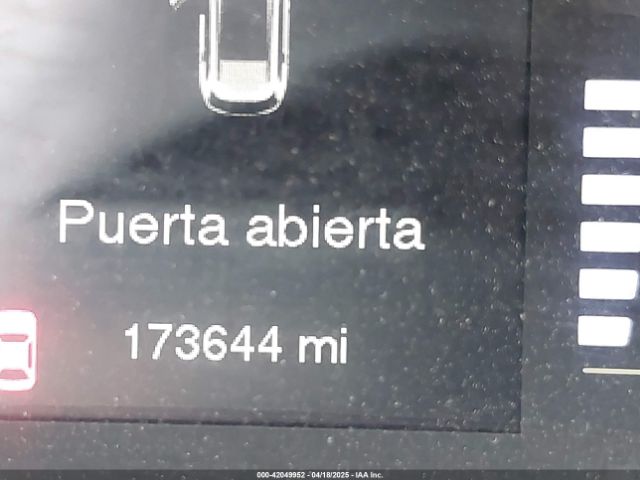 Puerta abierta
173644 mi
000-42049952 - 04/18/2025 - IAA Inc.